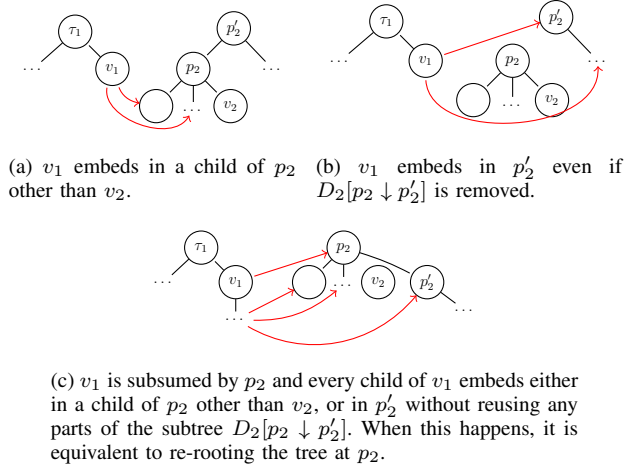 τ₁ p′₂
... v₁ p₂ ...
... v₂
(a) v₁ embeds in a child of p₂
other than v₂.
τ₁ p′₂
... v₁ p₂ ...
... v₂
(b) v₁ embeds in p′₂ even if
D₂[p₂ ↓ p′₂] is removed.
τ₁ p₂
... v₁ ... v₂ p′₂
... ...
(c) v₁ is subsumed by p₂ and every child of v₁ embeds either
in a child of p₂ other than v₂, or in p′₂ without reusing any
parts of the subtree D₂[p₂ ↓ p′₂]. When this happens, it is
equivalent to re-rooting the tree at p₂.